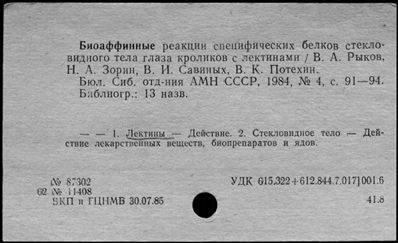 Биоаффинные реакции специфических белков стекло-
видного тела глаза кроликов с лектинами / В. А. Рыков,
Н. А. Зорин, В. И. Савиных, В. К. Потехин.
Бюл. Сиб. отд-ния АМН СССР, 1984, № 4, с. 91—94.
Библиогр.: 13 назв.
— — 1. Лектины — Действие. 2. Стекловидное тело — Дей-
ствие лекарственных веществ, биопрепаратов и ядов.
№ 87302 УДК 615.322+612.844.7.017]001.6
62 № 11408
ВКП и ГЦНМБ 30.07.85 41.8